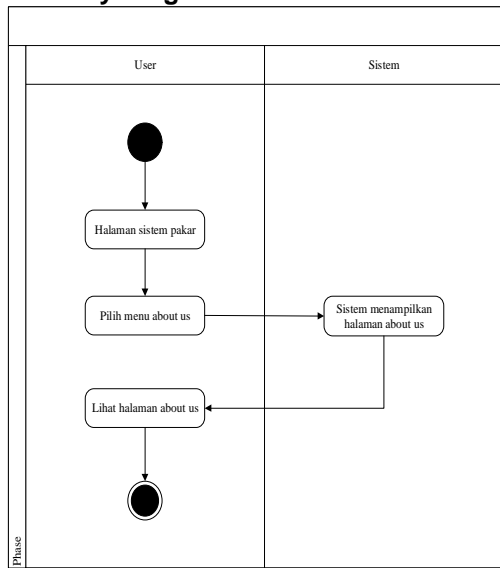 User
Sistem
Halaman sistem pakar
Pilih menu about us
Sistem menampilkan
halaman about us
Lihat halaman about us
Phase